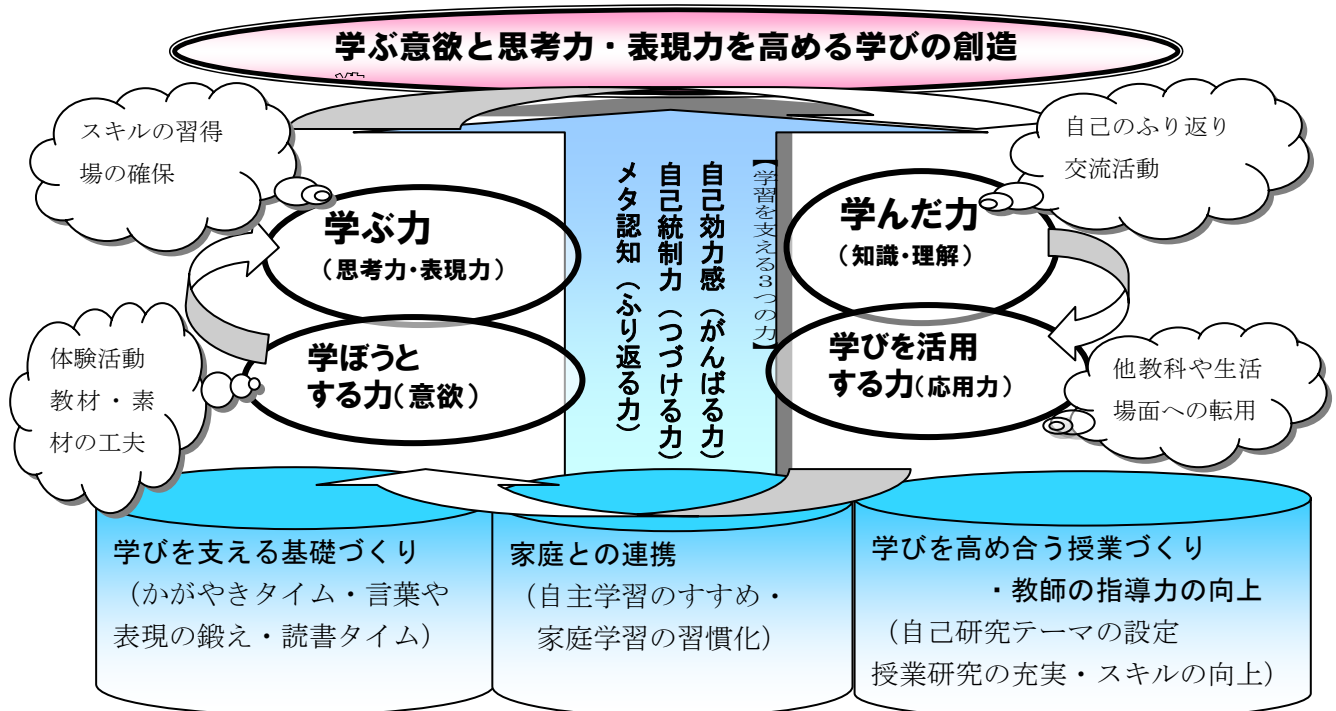 学ぶ意欲と思考力・表現力を高める学びの創造
スキルの習得
場の確保
自己のふり返り
交流活動
学ぶ力
（思考力・表現力）
学んだ力
（知識・理解）
【学習を支える３つの力】
自己効力感（がんばる力）
自己統制力（つづける力）
メタ認知（ふり返る力）
体験活動
教材・素
材の工夫
学ぼうと
する力（意欲）
学びを活用
する力（応用力）
他教科や生活
場面への転用
学びを支える基礎づくり
（かがやきタイム・言葉や
表現の鍛え・読書タイム）
家庭との連携
（自主学習のすすめ・
家庭学習の習慣化）
学びを高め合う授業づくり
・教師の指導力の向上
（自己研究テーマの設定
授業研究の充実・スキルの向上）